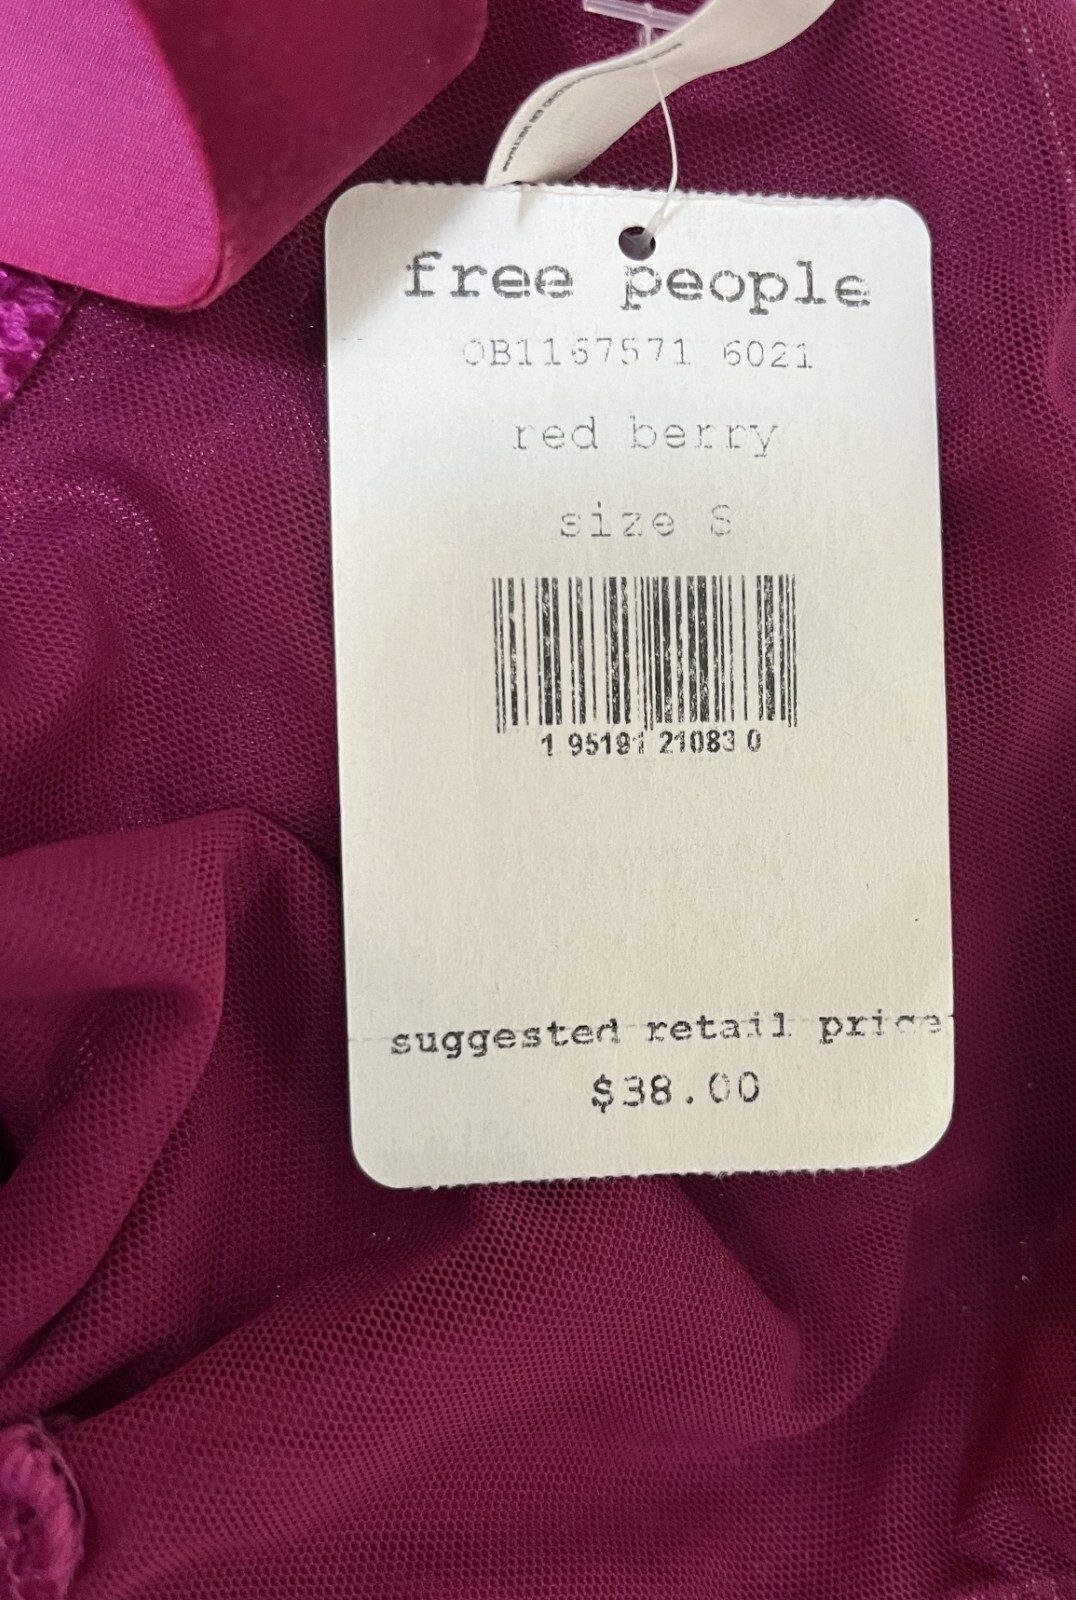 free people
OB1167571 6021
red berry
size S
1 95191 21083 0
suggested retail price
$38.00